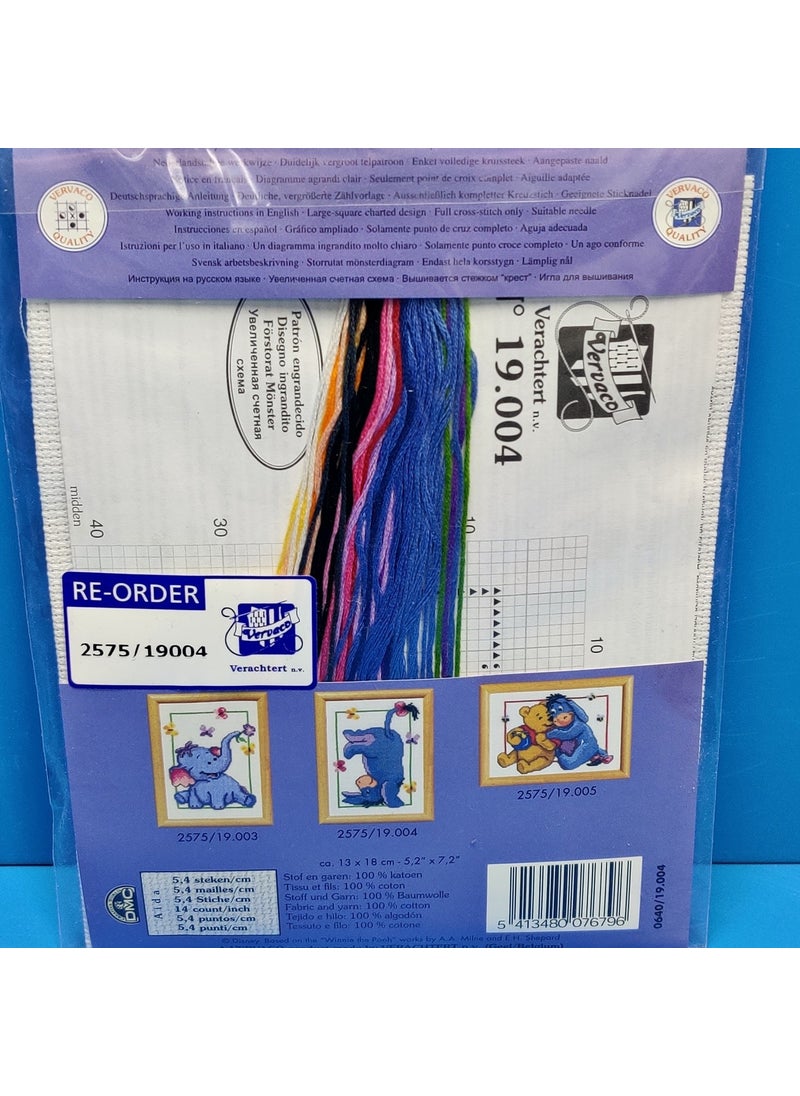 Nederlandse werkwijze · Duidelijk vergroot telpatroon · Enkel volledige kruissteek · Aangepaste naald
Notice en français · Diagramme agrandi clair · Seulement point de croix complet · Aiguille adaptée
Deutschsprachige Anleitung · Deutliche, vergrößerte Zählvorlage · Ausschließlich kompletter Kreuzstich · Geeignete Sticknadel
Working instructions in English · Large-square charted design · Full cross-stitch only · Suitable needle
Instrucciones en español · Gráfico ampliado · Solamente punto de cruz completo · Aguja adecuada
Istruzioni per l'uso in italiano · Un diagramma ingrandito molto chiaro · Solamente punto croce completo · Un ago conforme
Svensk arbetsbeskrivning · Storrutat mönsterdiagram · Endast hela korsstygn · Lämplig nål
Инструкция на русском языке · Увеличенная счетная схема · Вышивается стежком "крест" · Игла для вышивания
VERVACO QUALITY
VERVACO QUALITY
Patrón engrandecido
Disegno ingrandito
Förstorat Mönster
Увеличенная счетная
схема
Vervaco
Verachtert n.v.
N° 19.004
midden
40
30
10
10
RE-ORDER
2575/19004
Vervaco
Verachtert n.v.
2575/19.003
2575/19.004
2575/19.005
ca. 13 x 18 cm - 5,2" x 7,2"
DMC
Aida
5,4 steken/cm
5,4 mailles/cm
5,4 Stiche/cm
14 count/inch
5,4 puntos/cm
5,4 punti/cm
Stof en garen: 100 % katoen
Tissu et fils: 100 % coton
Stoff und Garn: 100 % Baumwolle
Fabric and yarn: 100 % cotton
Tejido e hilo: 100 % algodón
Tessuto e filo: 100 % cotone
5 413480 076796
0640/19.004
© Disney. Based on the "Winnie the Pooh" works by A.A. Milne and E.H. Shepard
VERACHTERT n.v. (Geel/Belgium)